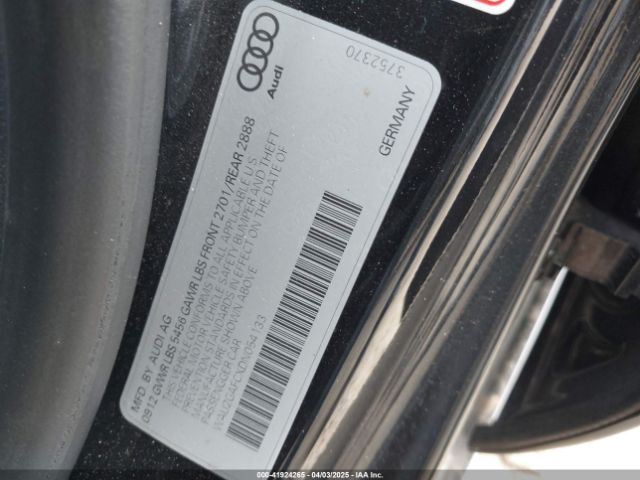 Audi
3752370
GERMANY
MFD. BY AUDI AG
09.12 GVWR LBS 5456 GAWR LBS FRONT 2701/REAR 2888
THIS VEHICLE CONFORMS TO ALL APPLICABLE U.S.
FEDERAL MOTOR VEHICLE SAFETY, BUMPER AND THEFT
PREVENTION STANDARDS IN EFFECT ON THE DATE OF
MANUFACTURE SHOWN ABOVE
PASSENGER CAR
000-41924265 - 04/03/2025 - IAA Inc. Copyright